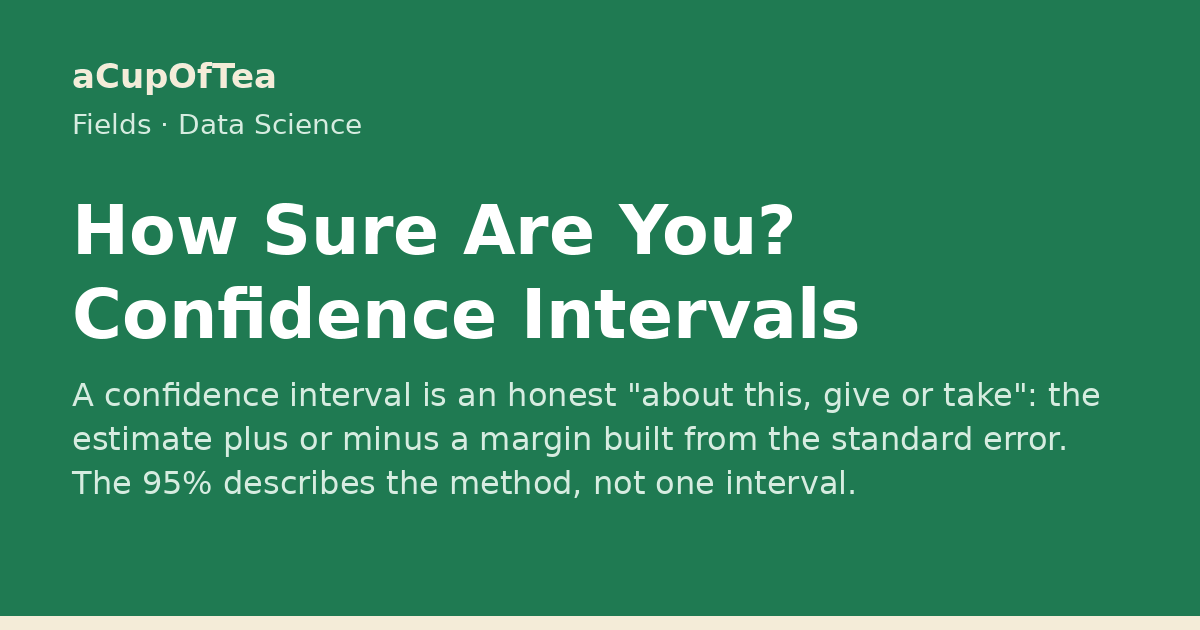 aCupOfTea
Fields · Data Science
How Sure Are You?
Confidence Intervals
A confidence interval is an honest "about this, give or take": the
estimate plus or minus a margin built from the standard error.
The 95% describes the method, not one interval.